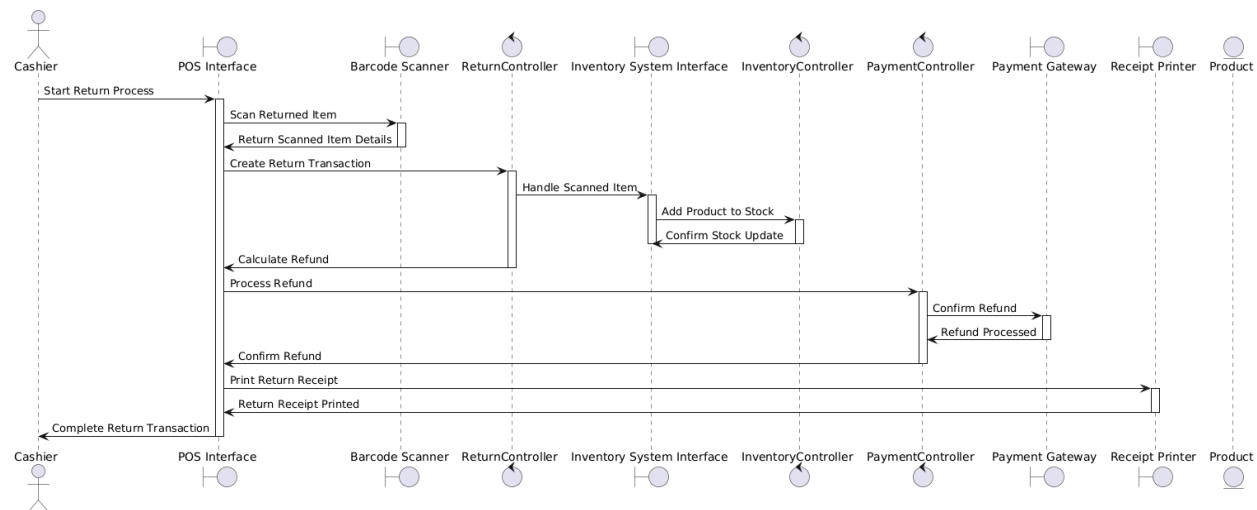 Cashier
POS Interface
Barcode Scanner
ReturnController
Inventory System Interface
InventoryController
PaymentController
Payment Gateway
Receipt Printer
Product
Start Return Process
Scan Returned Item
Return Scanned Item Details
Create Return Transaction
Handle Scanned Item
Add Product to Stock
Confirm Stock Update
Calculate Refund
Process Refund
Confirm Refund
Refund Processed
Confirm Refund
Print Return Receipt
Return Receipt Printed
Complete Return Transaction
Cashier
POS Interface
Barcode Scanner
ReturnController
Inventory System Interface
InventoryController
PaymentController
Payment Gateway
Receipt Printer
Product